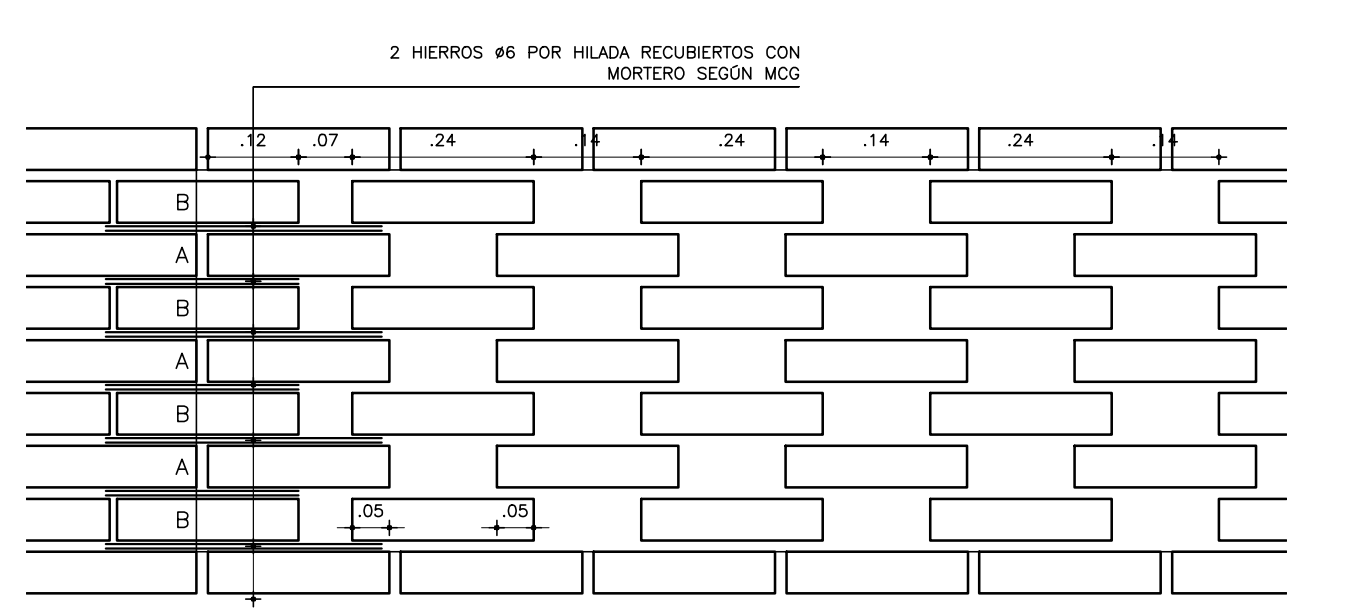 2 HIERROS ø6 POR HILADA RECUBIERTOS CON
MORTERO SEGÚN MCG
.12 .07 .24 .14 .24 .14 .24 .14
B
A
B
A
B
A
B
.05 .05